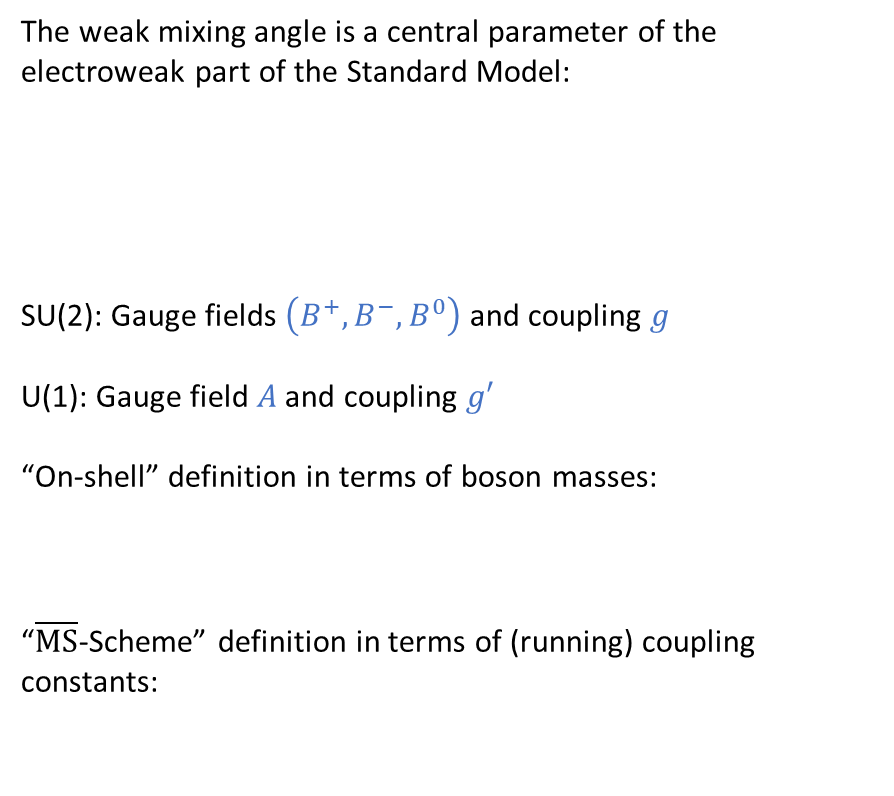 The weak mixing angle is a central parameter of the
electroweak part of the Standard Model:
SU(2): Gauge fields (B⁺, B⁻, B⁰) and coupling g
U(1): Gauge field A and coupling g′
“On-shell” definition in terms of boson masses:
“M̅S̅-Scheme” definition in terms of (running) coupling
constants: